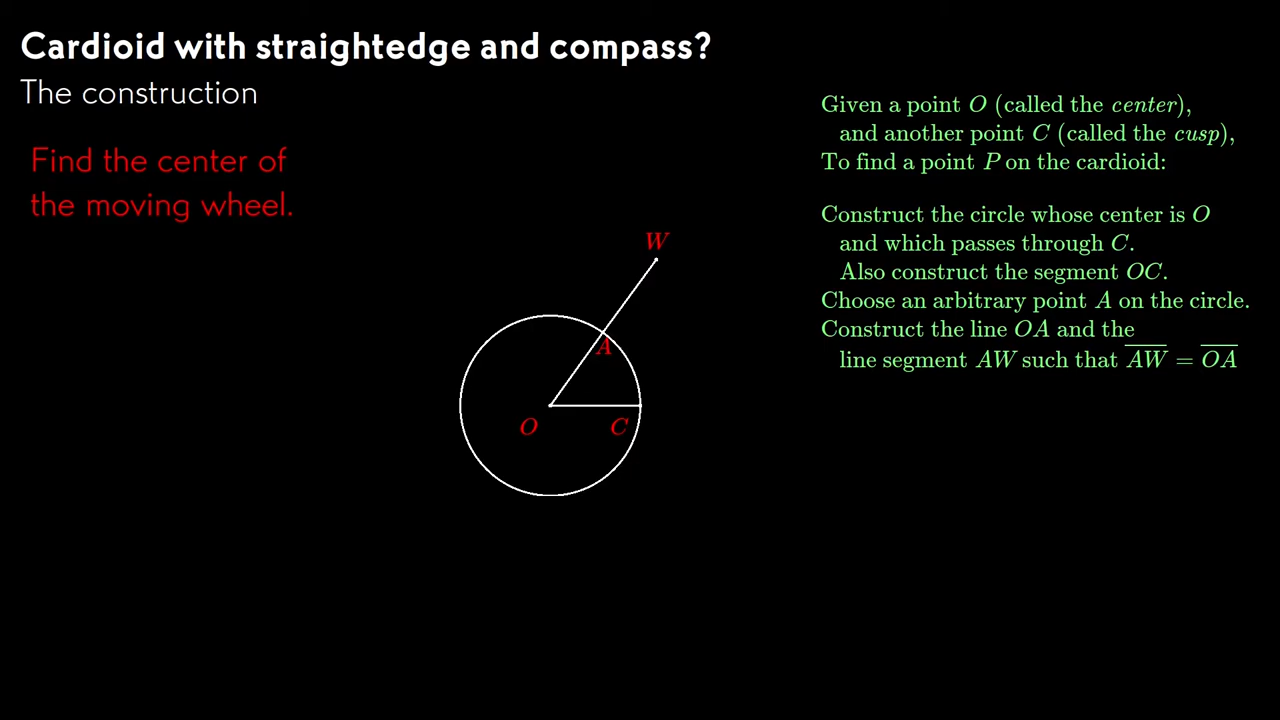 Cardioid with straightedge and compass?
The construction
Find the center of
the moving wheel.
Given a point O (called the center),
and another point C (called the cusp),
To find a point P on the cardioid:
Construct the circle whose center is O
and which passes through C.
Also construct the segment OC.
Choose an arbitrary point A on the circle.
Construct the line OA and the
line segment AW such that A̅W̅ = O̅A̅
W
A
O
C